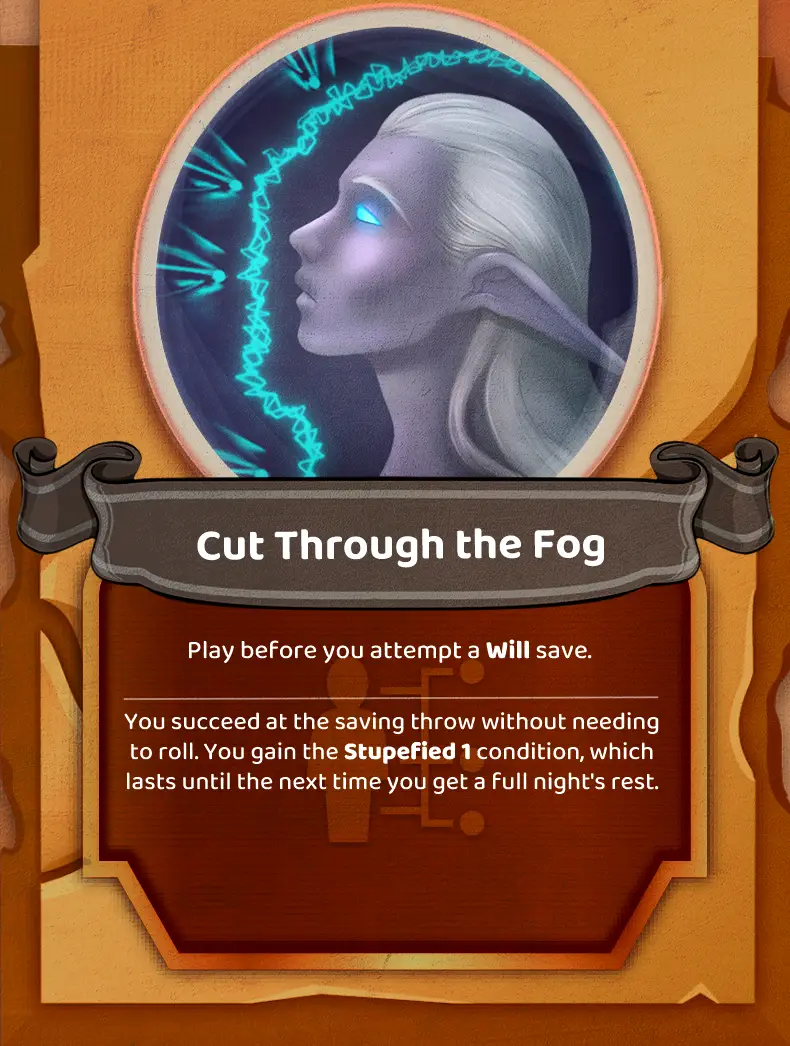 Cut Through the Fog
Play before you attempt a Will save.
You succeed at the saving throw without needing
to roll. You gain the Stupefied 1 condition, which
lasts until the next time you get a full night's rest.